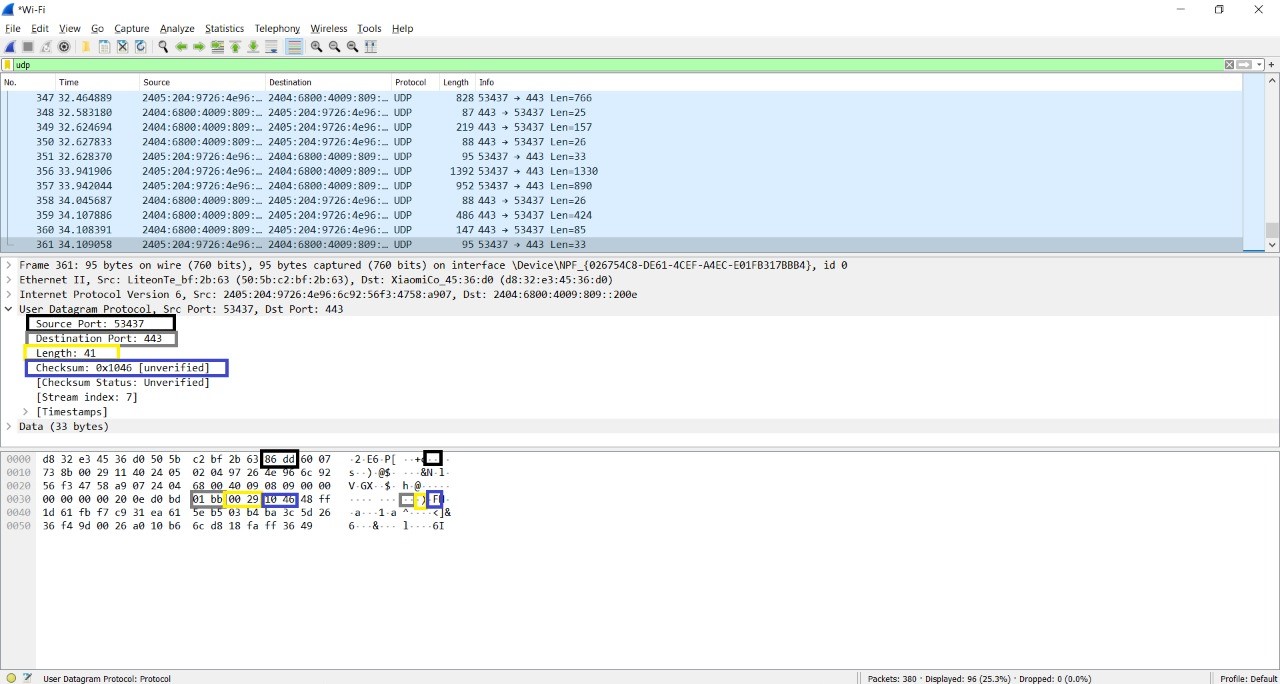 *Wi-Fi
File Edit View Go Capture Analyze Statistics Telephony Wireless Tools Help
udp
No. Time Source Destination Protocol Length Info
347 32.464889 2405:204:9726:4e96:… 2404:6800:4009:809:… UDP 828 53437 → 443 Len=766
348 32.583180 2404:6800:4009:809:… 2405:204:9726:4e96:… UDP 87 443 → 53437 Len=25
349 32.624694 2404:6800:4009:809:… 2405:204:9726:4e96:… UDP 219 443 → 53437 Len=157
350 32.627833 2404:6800:4009:809:… 2405:204:9726:4e96:… UDP 88 443 → 53437 Len=26
351 32.628370 2405:204:9726:4e96:… 2404:6800:4009:809:… UDP 95 53437 → 443 Len=33
356 33.941906 2405:204:9726:4e96:… 2404:6800:4009:809:… UDP 1392 53437 → 443 Len=1330
357 33.942044 2405:204:9726:4e96:… 2404:6800:4009:809:… UDP 952 53437 → 443 Len=890
358 34.045687 2404:6800:4009:809:… 2405:204:9726:4e96:… UDP 88 443 → 53437 Len=26
359 34.107886 2404:6800:4009:809:… 2405:204:9726:4e96:… UDP 486 443 → 53437 Len=424
360 34.108391 2404:6800:4009:809:… 2405:204:9726:4e96:… UDP 147 443 → 53437 Len=85
361 34.109058 2405:204:9726:4e96:… 2404:6800:4009:809:… UDP 95 53437 → 443 Len=33
Frame 361: 95 bytes on wire (760 bits), 95 bytes captured (760 bits) on interface \Device\NPF_{026754C8-DE61-4CEF-A4EC-E01FB317BBB4}, id 0
Ethernet II, Src: LiteonTe_bf:2b:63 (50:5b:c2:bf:2b:63), Dst: XiaomiCo_45:36:d0 (d8:32:e3:45:36:d0)
Internet Protocol Version 6, Src: 2405:204:9726:4e96:6c92:56f3:4758:a907, Dst: 2404:6800:4009:809::200e
User Datagram Protocol, Src Port: 53437, Dst Port: 443
Source Port: 53437
Destination Port: 443
Length: 41
Checksum: 0x1046 [unverified]
[Checksum Status: Unverified]
[Stream index: 7]
[Timestamps]
Data (33 bytes)
0000 d8 32 e3 45 36 d0 50 5b c2 bf 2b 63 86 dd 60 07 ·2·E6·P[ ··+c
0010 73 8b 00 29 11 40 24 05 02 04 97 26 4e 96 6c 92 s··)·@$· ···&N·l·
0020 56 f3 47 58 a9 07 24 04 68 00 40 09 08 09 00 00 V·GX··$· h·@·····
0030 00 00 00 00 20 0e d0 bd 01 bb 00 29 10 46 48 ff ···· ··· ···)·FH·
0040 1d 61 fb f7 c9 31 ea 61 5e b5 03 b4 ba 3c 5d 26 ·a···1·a ^····<]&
0050 36 f4 9d 00 26 a0 10 b6 6c d8 18 fa ff 36 49 6···&··· l····6I
User Datagram Protocol: Protocol Packets: 380 · Displayed: 96 (25.3%) · Dropped: 0 (0.0%) Profile: Default